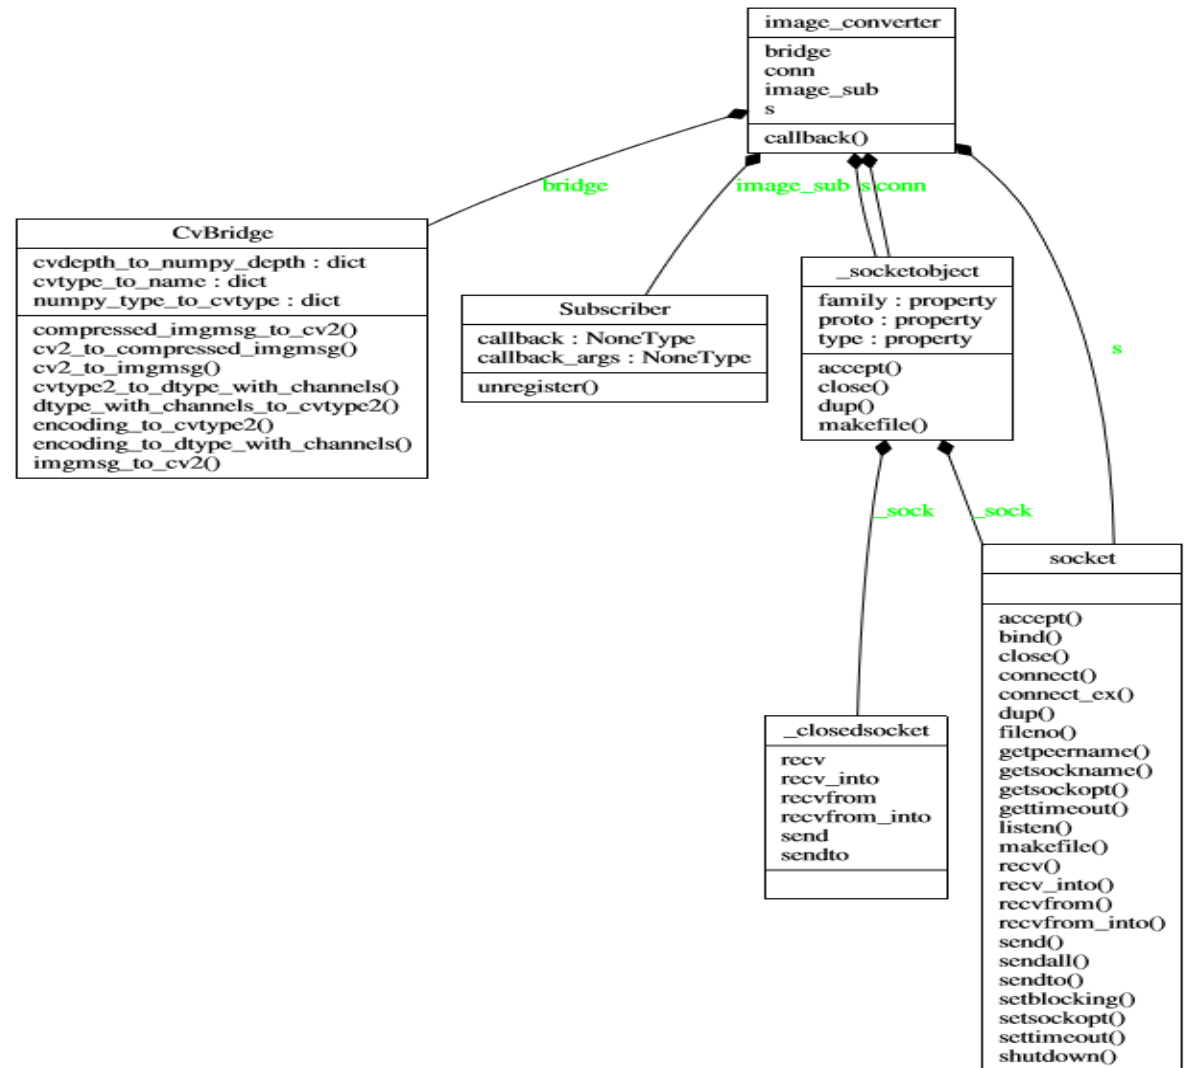 image_converter
bridge
conn
image_sub
s
callback()
bridge
image_sub
s
conn
CvBridge
cvdepth_to_numpy_depth : dict
cvtype_to_name : dict
numpy_type_to_cvtype : dict
compressed_imgmsg_to_cv2()
cv2_to_compressed_imgmsg()
cv2_to_imgmsg()
cvtype2_to_dtype_with_channels()
dtype_with_channels_to_cvtype2()
encoding_to_cvtype2()
encoding_to_dtype_with_channels()
imgmsg_to_cv2()
Subscriber
callback : NoneType
callback_args : NoneType
unregister()
_socketobject
family : property
proto : property
type : property
accept()
close()
dup()
makefile()
s
_sock
_sock
_closedsocket
recv
recv_into
recvfrom
recvfrom_into
send
sendto
socket
accept()
bind()
close()
connect()
connect_ex()
dup()
fileno()
getpeername()
getsockname()
getsockopt()
gettimeout()
listen()
makefile()
recv()
recv_into()
recvfrom()
recvfrom_into()
send()
sendall()
sendto()
setblocking()
setsockopt()
settimeout()
shutdown()